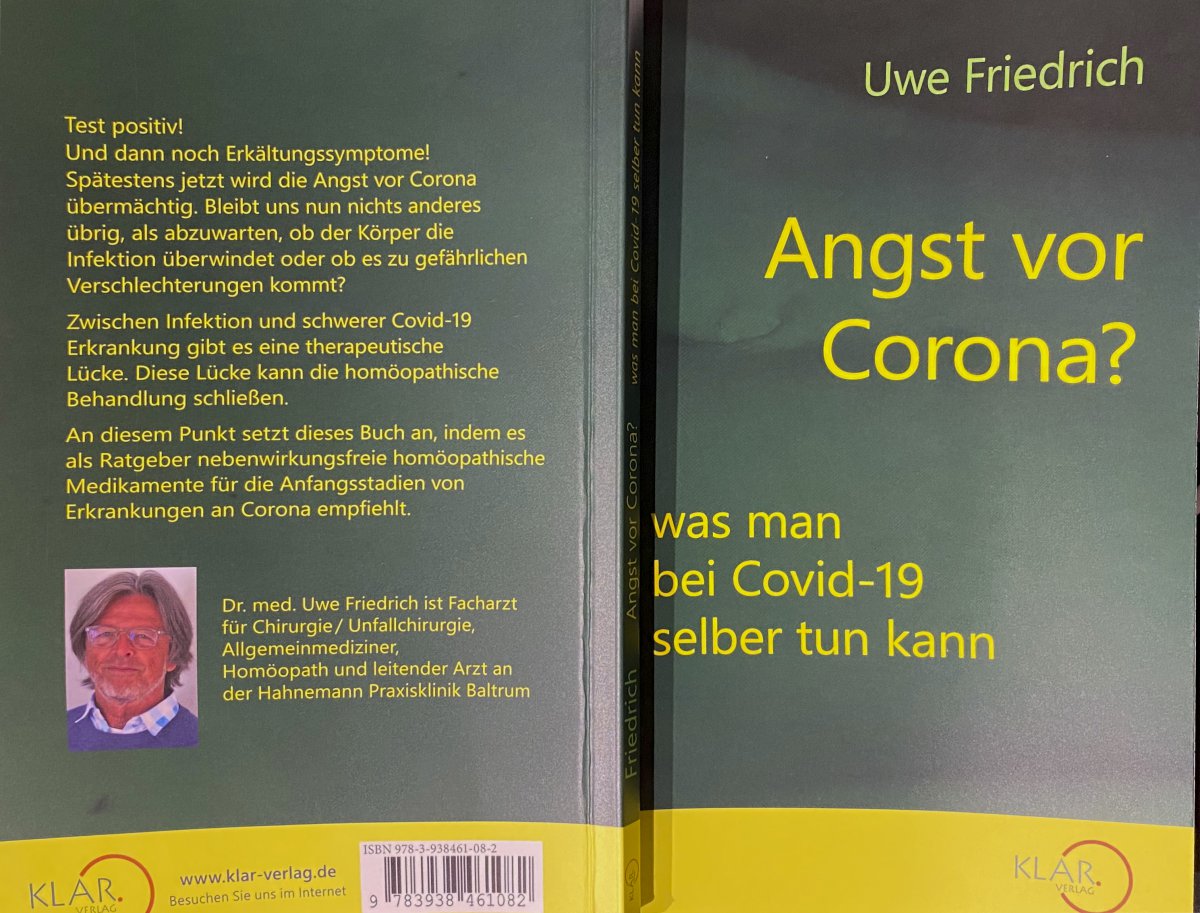 Test positiv!
Und dann noch Erkältungssymptome!
Spätestens jetzt wird die Angst vor Corona
übermächtig. Bleibt uns nun nichts anderes
übrig, als abzuwarten, ob der Körper die
Infektion überwindet oder ob es zu gefährlichen
Verschlechterungen kommt?
Zwischen Infektion und schwerer Covid-19
Erkrankung gibt es eine therapeutische
Lücke. Diese Lücke kann die homöopathische
Behandlung schließen.
An diesem Punkt setzt dieses Buch an, indem es
als Ratgeber nebenwirkungsfreie homöopathische
Medikamente für die Anfangsstadien von
Erkrankungen an Corona empfiehlt.
Dr. med. Uwe Friedrich ist Facharzt
für Chirurgie/ Unfallchirurgie,
Allgemeinmediziner,
Homöopath und leitender Arzt an
der Hahnemann Praxisklinik Baltrum
KLAR.
VERLAG
www.klar-verlag.de
Besuchen Sie uns im Internet
ISBN 978-3-938461-08-2
9 783938 461082
Friedrich Angst vor Corona? was man bei Covid-19 selber tun kann
KLAR
Uwe Friedrich
Angst vor
Corona?
was man
bei Covid-19
selber tun kann
KLAR.
VERLAG